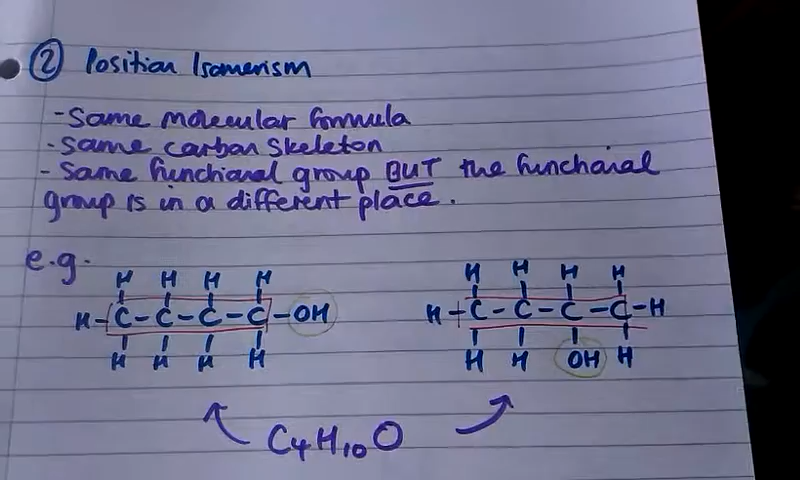 ② Position Isomerism
- Same molecular formula
- Same carbon skeleton
- Same functional group BUT the functional
group is in a different place.
e.g.
H H H H
H-C-C-C-C-OH
H H H H
H H H H
H-C-C-C-C-H
H H OH H
C₄H₁₀O